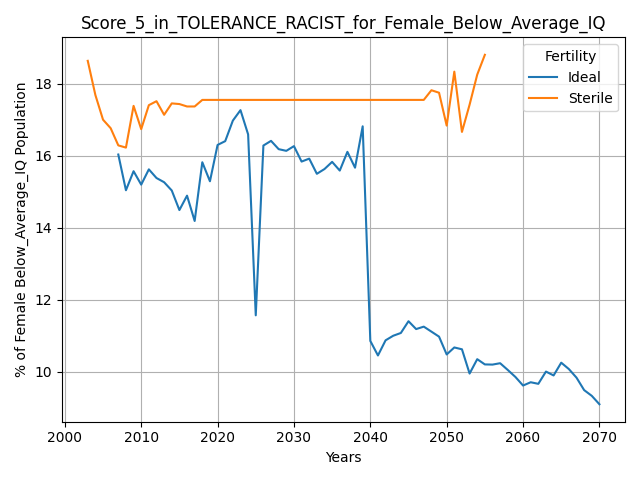 Score_5_in_TOLERANCE_RACIST_for_Female_Below_Average_IQ
% of Female Below_Average_IQ Population
18
16
14
12
10
Fertility
Ideal
Sterile
2000 2010 2020 2030 2040 2050 2060 2070
Years